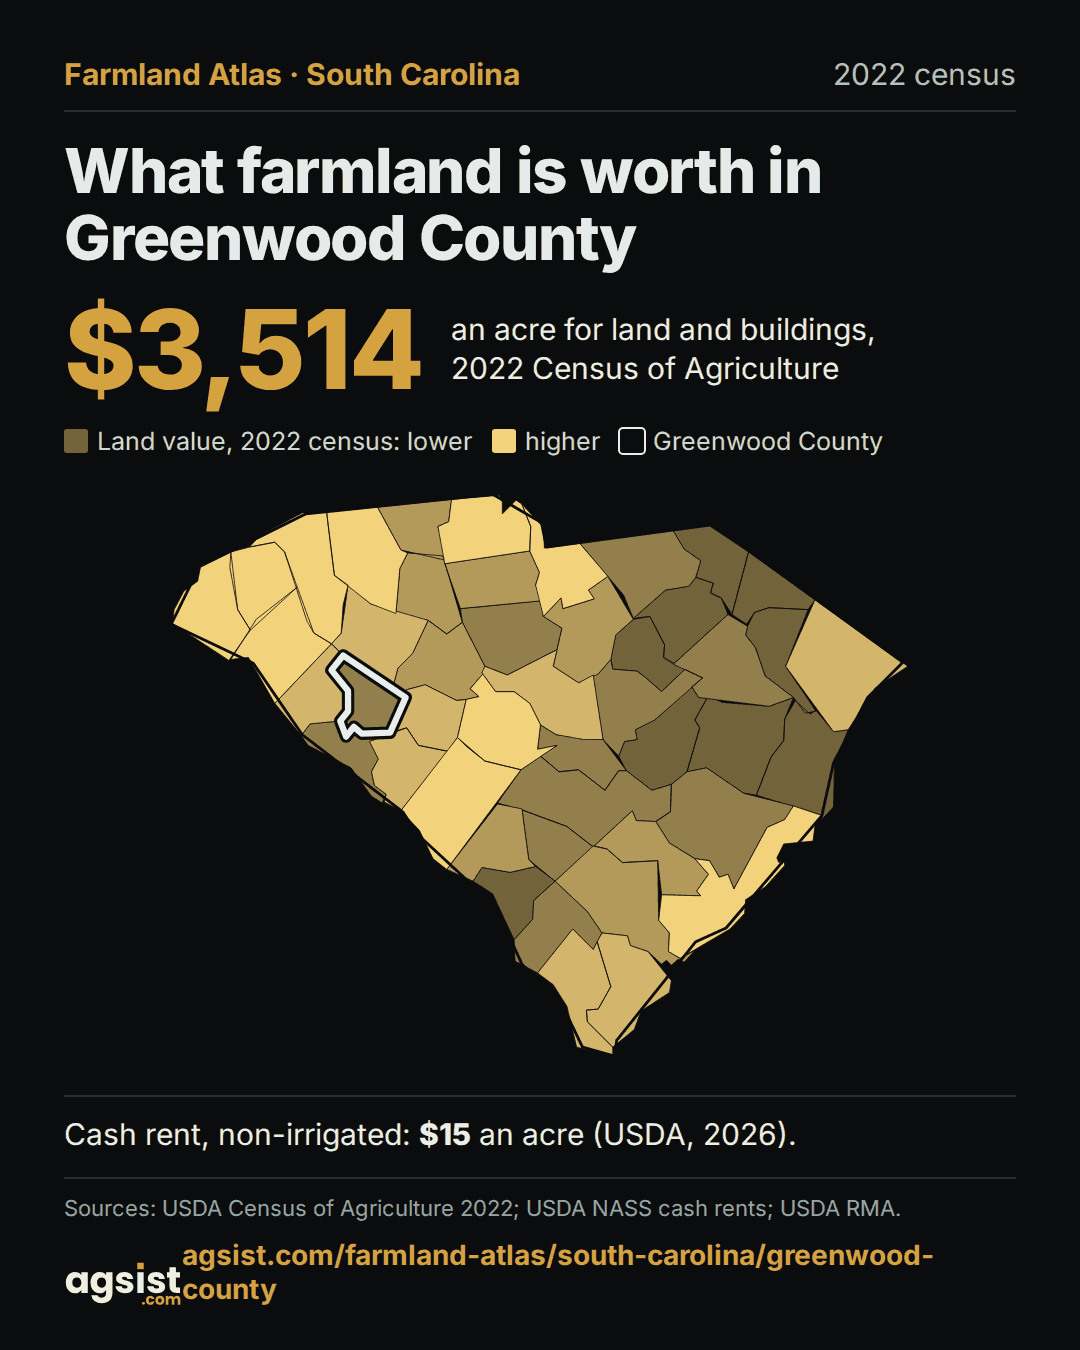 Farmland Atlas · South Carolina
2022 census
What farmland is worth in
Greenwood County
$3,514
an acre for land and buildings,
2022 Census of Agriculture
Land value, 2022 census: lower
higher
Greenwood County
Cash rent, non-irrigated: $15 an acre (USDA, 2026).
Sources: USDA Census of Agriculture 2022; USDA NASS cash rents; USDA RMA.
agsist
.com
agsist.com/farmland-atlas/south-carolina/greenwood-
county